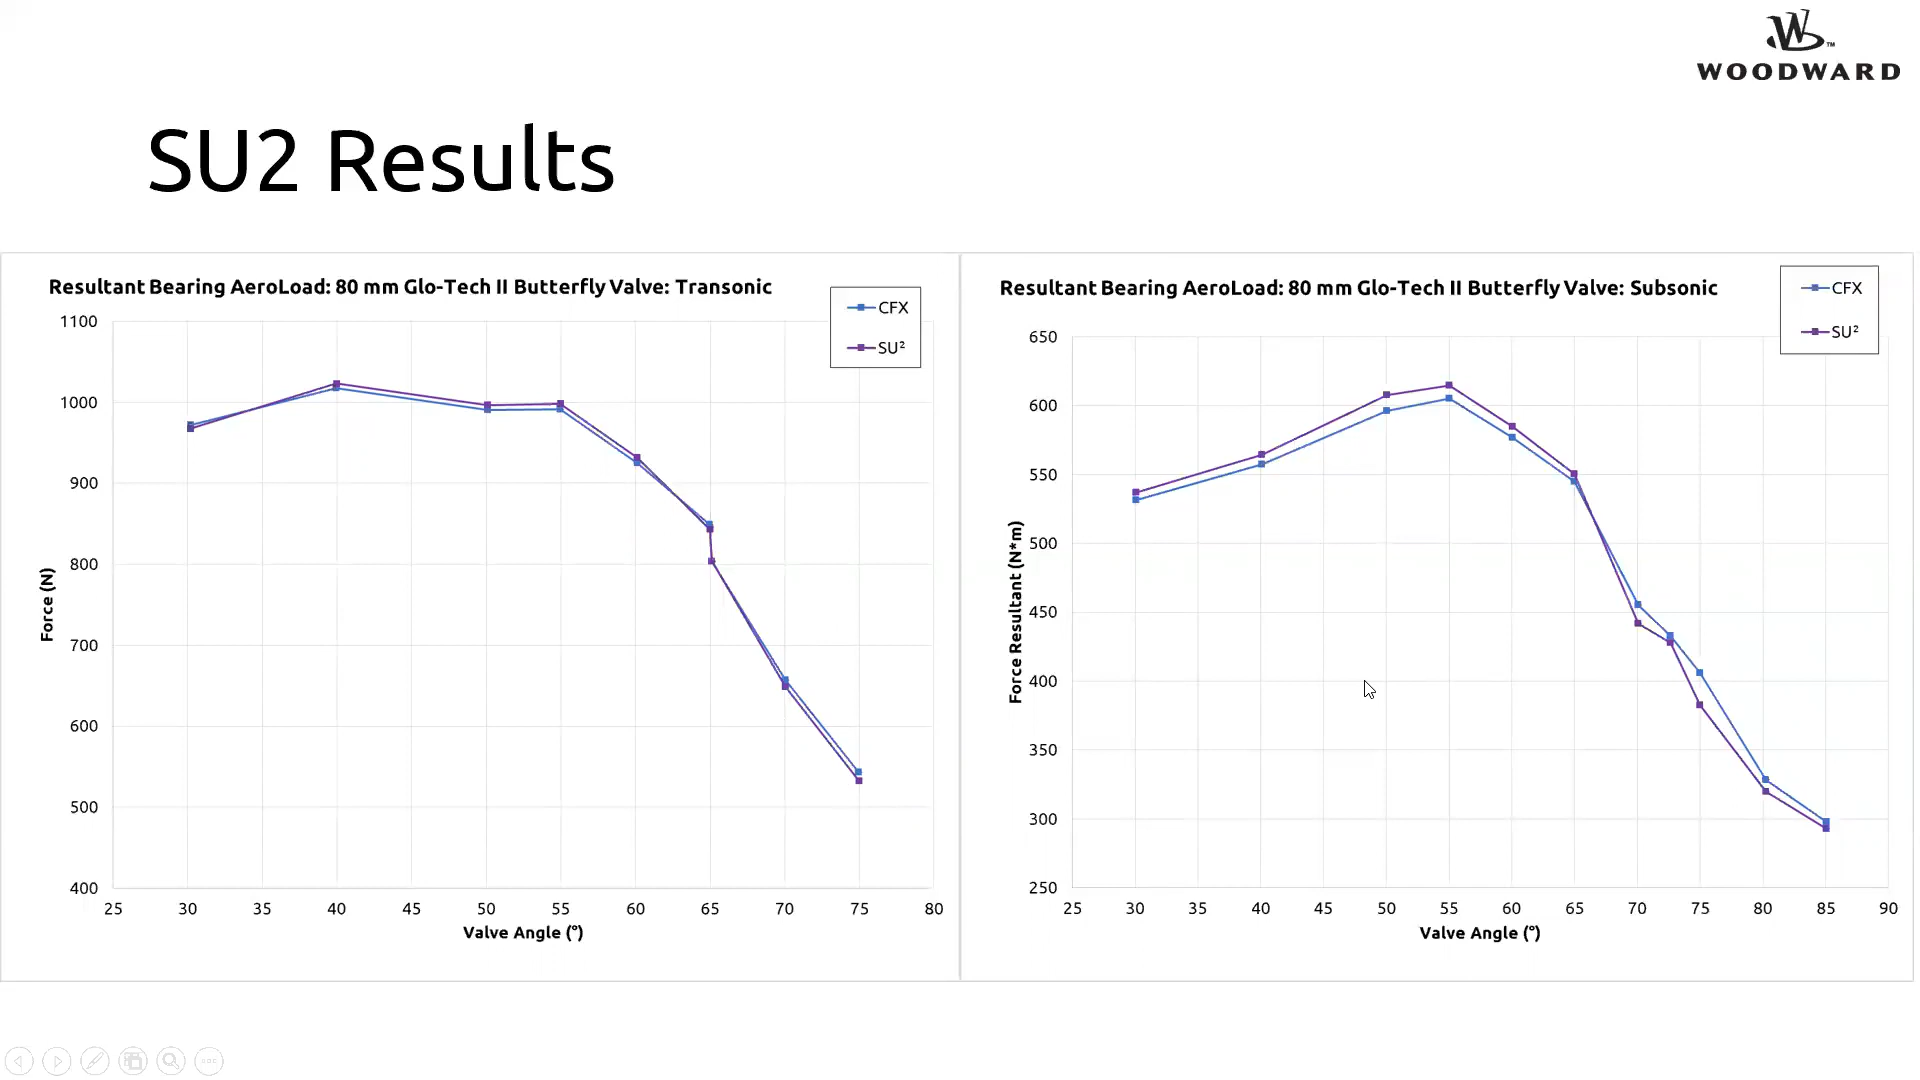 WOODWARD
™
SU2 Results
Resultant Bearing AeroLoad: 80 mm Glo-Tech II Butterfly Valve: Transonic
CFX
SU²
1100
1000
900
800
700
600
500
400
Force (N)
25 30 35 40 45 50 55 60 65 70 75 80
Valve Angle (°)
Resultant Bearing AeroLoad: 80 mm Glo-Tech II Butterfly Valve: Subsonic
CFX
SU²
650
600
550
500
450
400
350
300
250
Force Resultant (N*m)
25 30 35 40 45 50 55 60 65 70 75 80 85 90
Valve Angle (°)